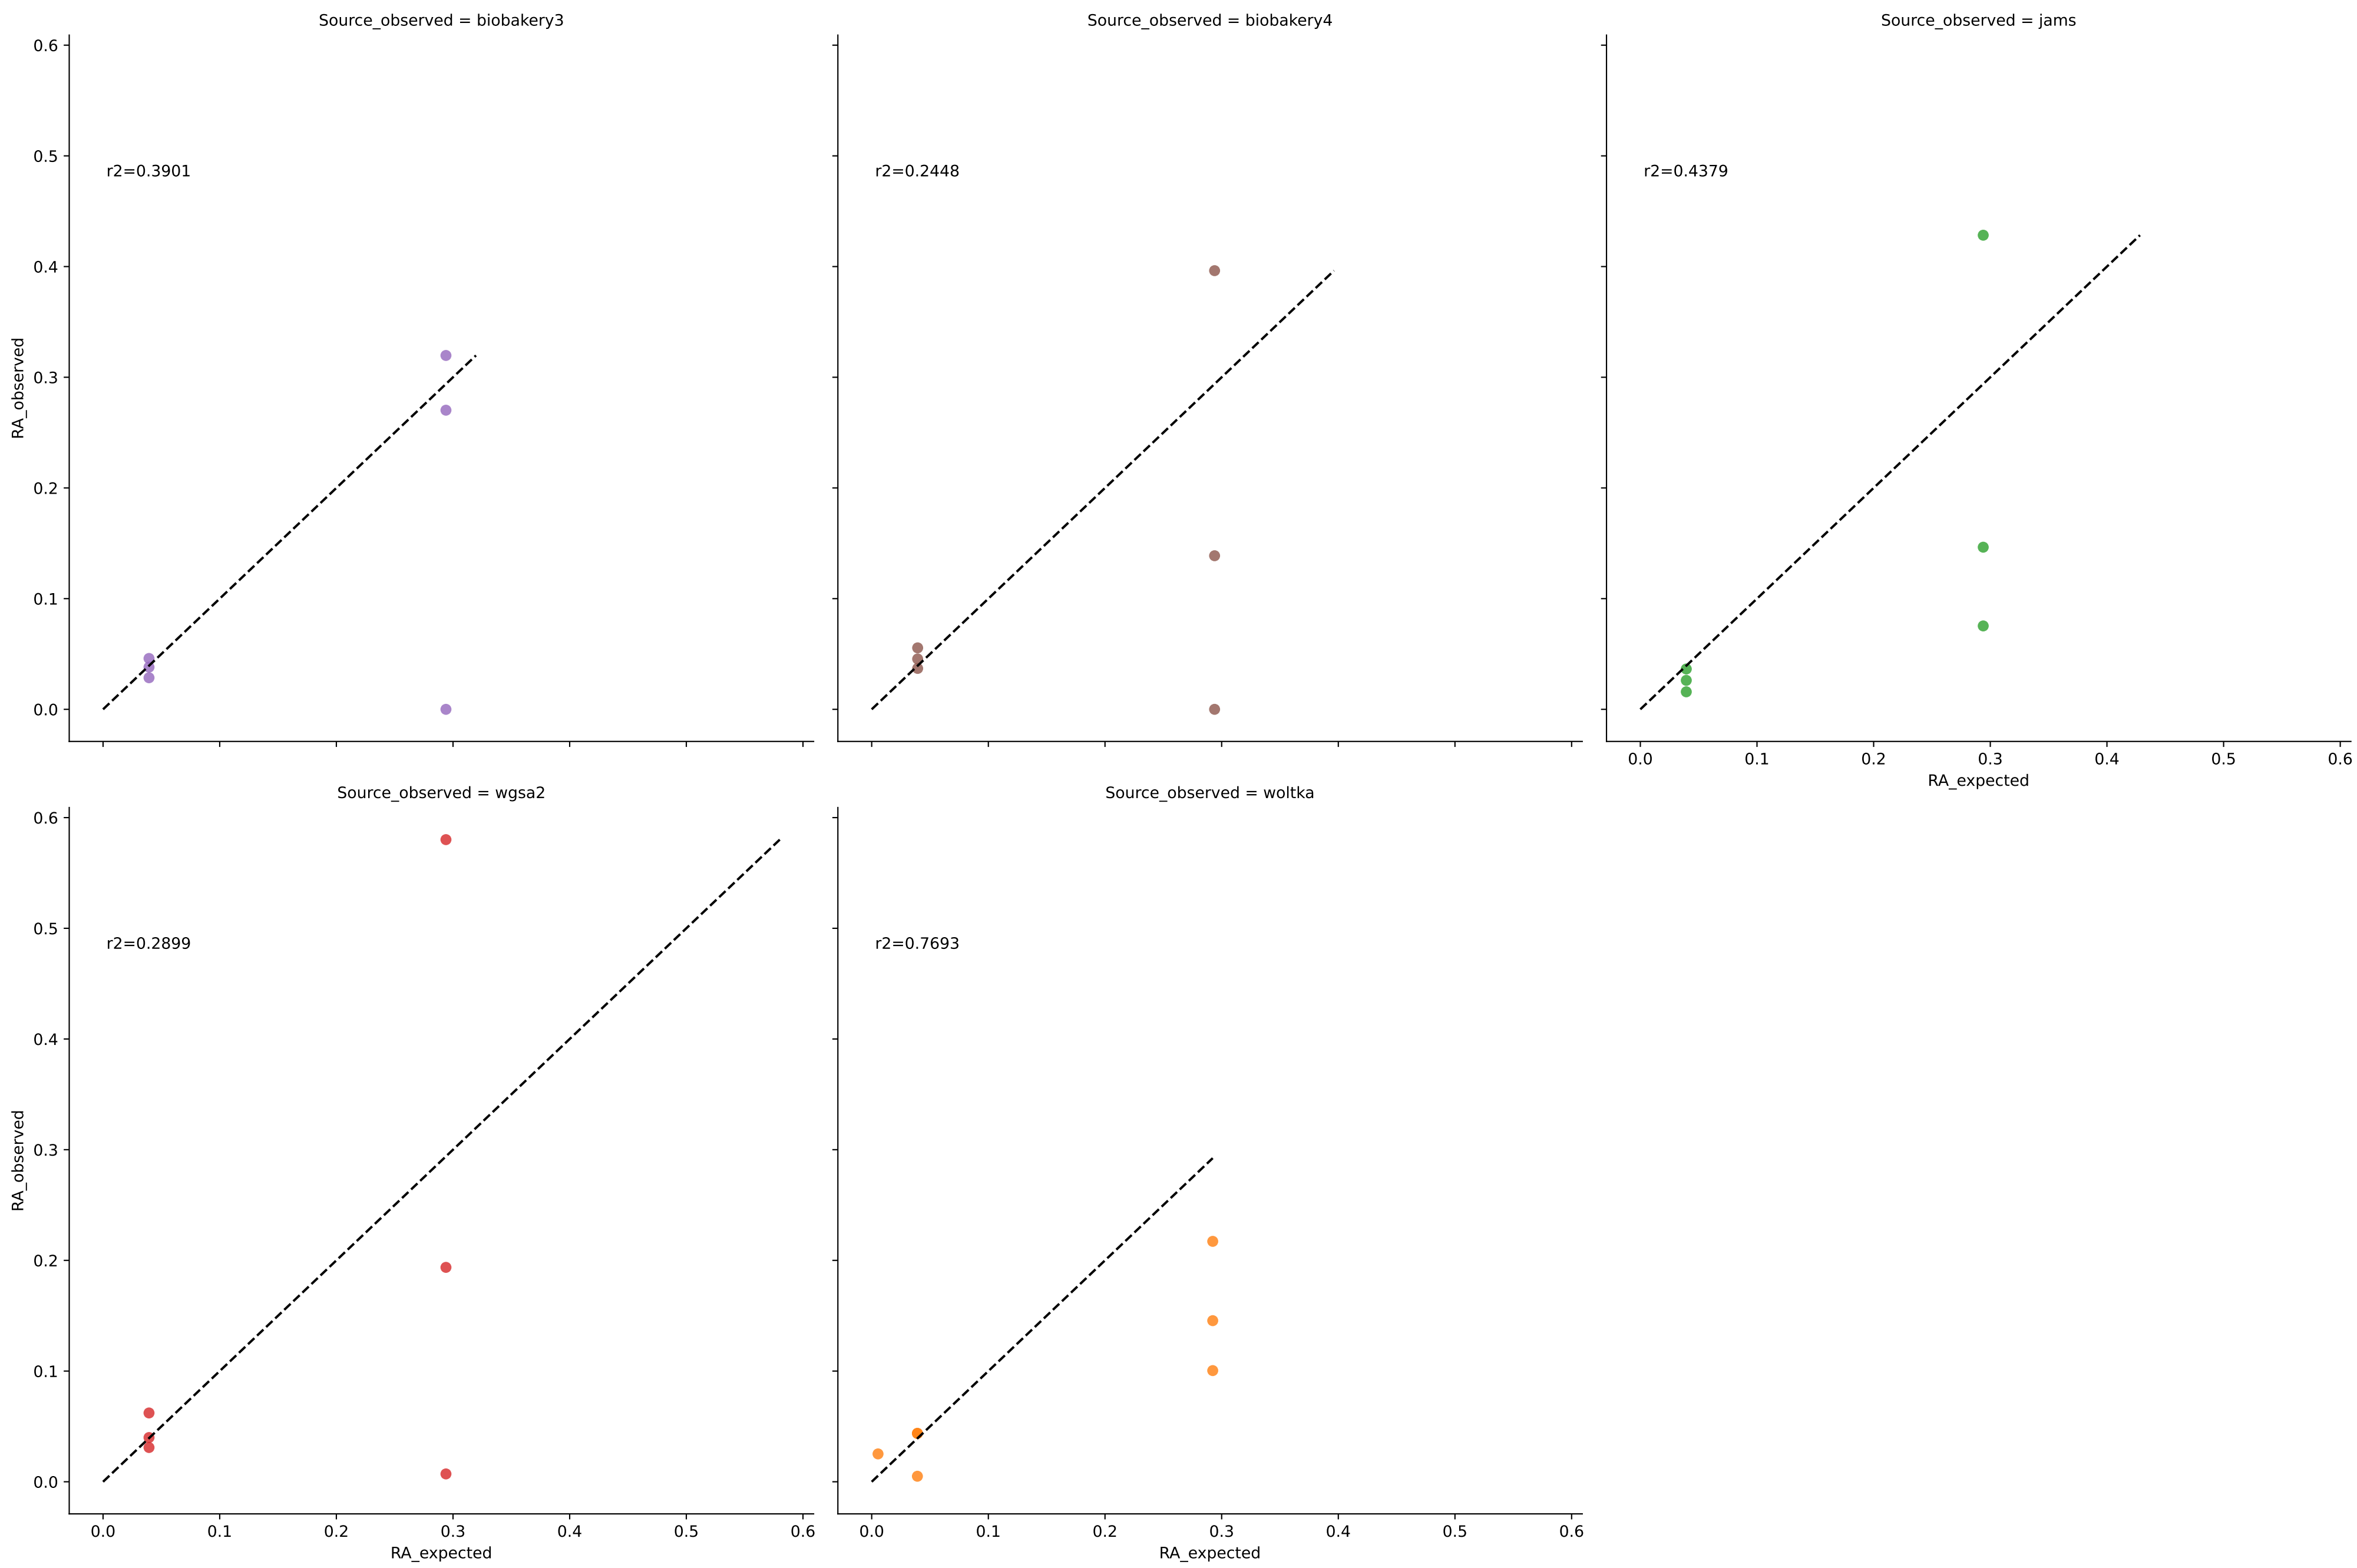 Source_observed = biobakery3
Source_observed = biobakery4
Source_observed = jams
0.6
0.5
0.4
0.3
0.2
0.1
0.0
RA_observed
r2=0.3901
r2=0.2448
r2=0.4379
0.0 0.1 0.2 0.3 0.4 0.5 0.6
RA_expected
Source_observed = wgsa2
Source_observed = woltka
0.6
0.5
0.4
0.3
0.2
0.1
0.0
RA_observed
r2=0.2899
r2=0.7693
0.0 0.1 0.2 0.3 0.4 0.5 0.6
RA_expected
0.0 0.1 0.2 0.3 0.4 0.5 0.6
RA_expected